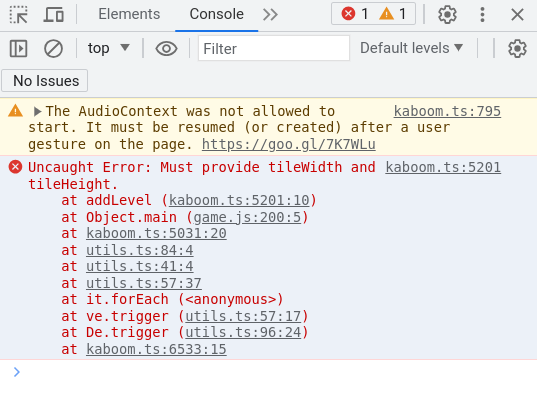 Elements Console 1 1
top Filter Default levels
No Issues
The AudioContext was not allowed to kaboom.ts:795
start. It must be resumed (or created) after a user
gesture on the page. https://goo.gl/7K7WLu
Uncaught Error: Must provide tileWidth and kaboom.ts:5201
tileHeight.
at addLevel (kaboom.ts:5201:10)
at Object.main (game.js:200:5)
at kaboom.ts:5031:20
at utils.ts:84:4
at utils.ts:41:4
at utils.ts:57:37
at it.forEach (<anonymous>)
at ve.trigger (utils.ts:57:17)
at De.trigger (utils.ts:96:24)
at kaboom.ts:6533:15